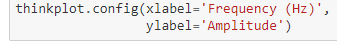 thinkplot.config(xlabel='Frequency (Hz)',
                 ylabel='Amplitude')